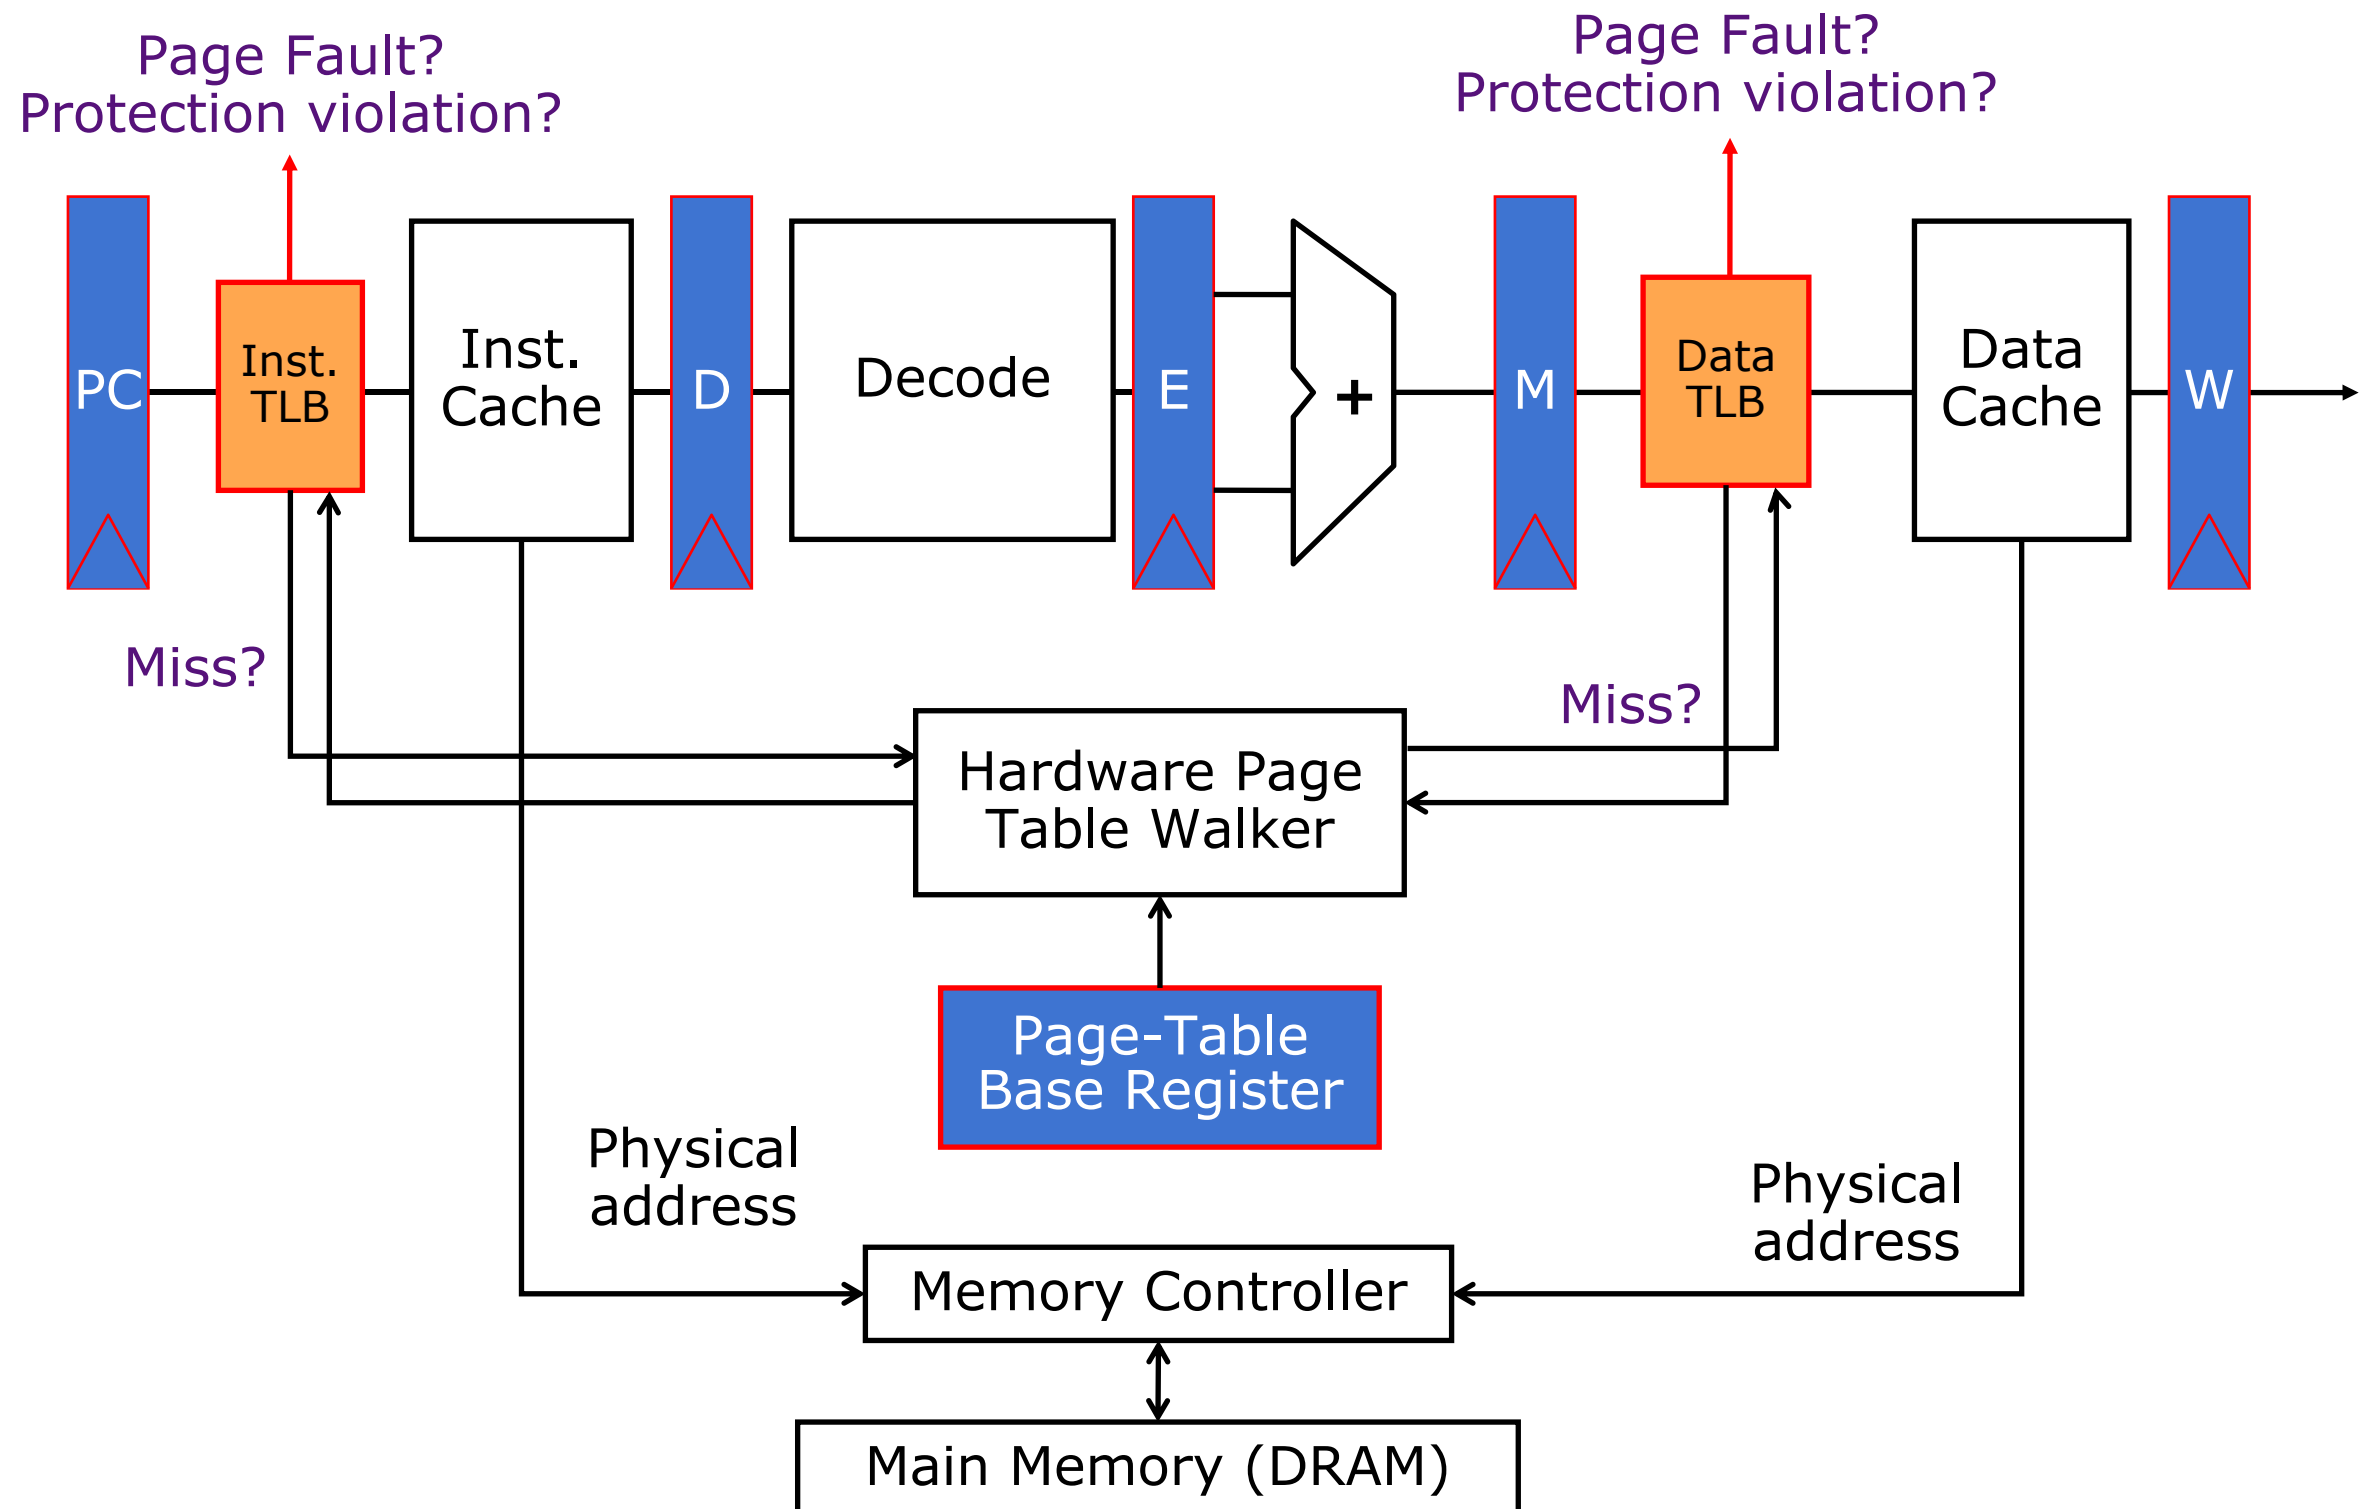 Page Fault?
Protection violation?
Page Fault?
Protection violation?
PC
Inst.
TLB
Inst.
Cache
D
Decode
E
+
M
Data
TLB
Data
Cache
W
Miss?
Miss?
Hardware Page
Table Walker
Page-Table
Base Register
Physical
address
Physical
address
Memory Controller
Main Memory (DRAM)